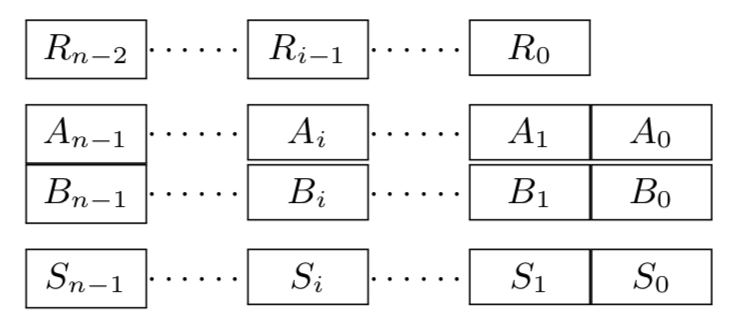 R_{n−2} ······ R_{i−1} ······ R_0
A_{n−1} ······ A_i ······ A_1 A_0
B_{n−1} ······ B_i ······ B_1 B_0
S_{n−1} ······ S_i ······ S_1 S_0